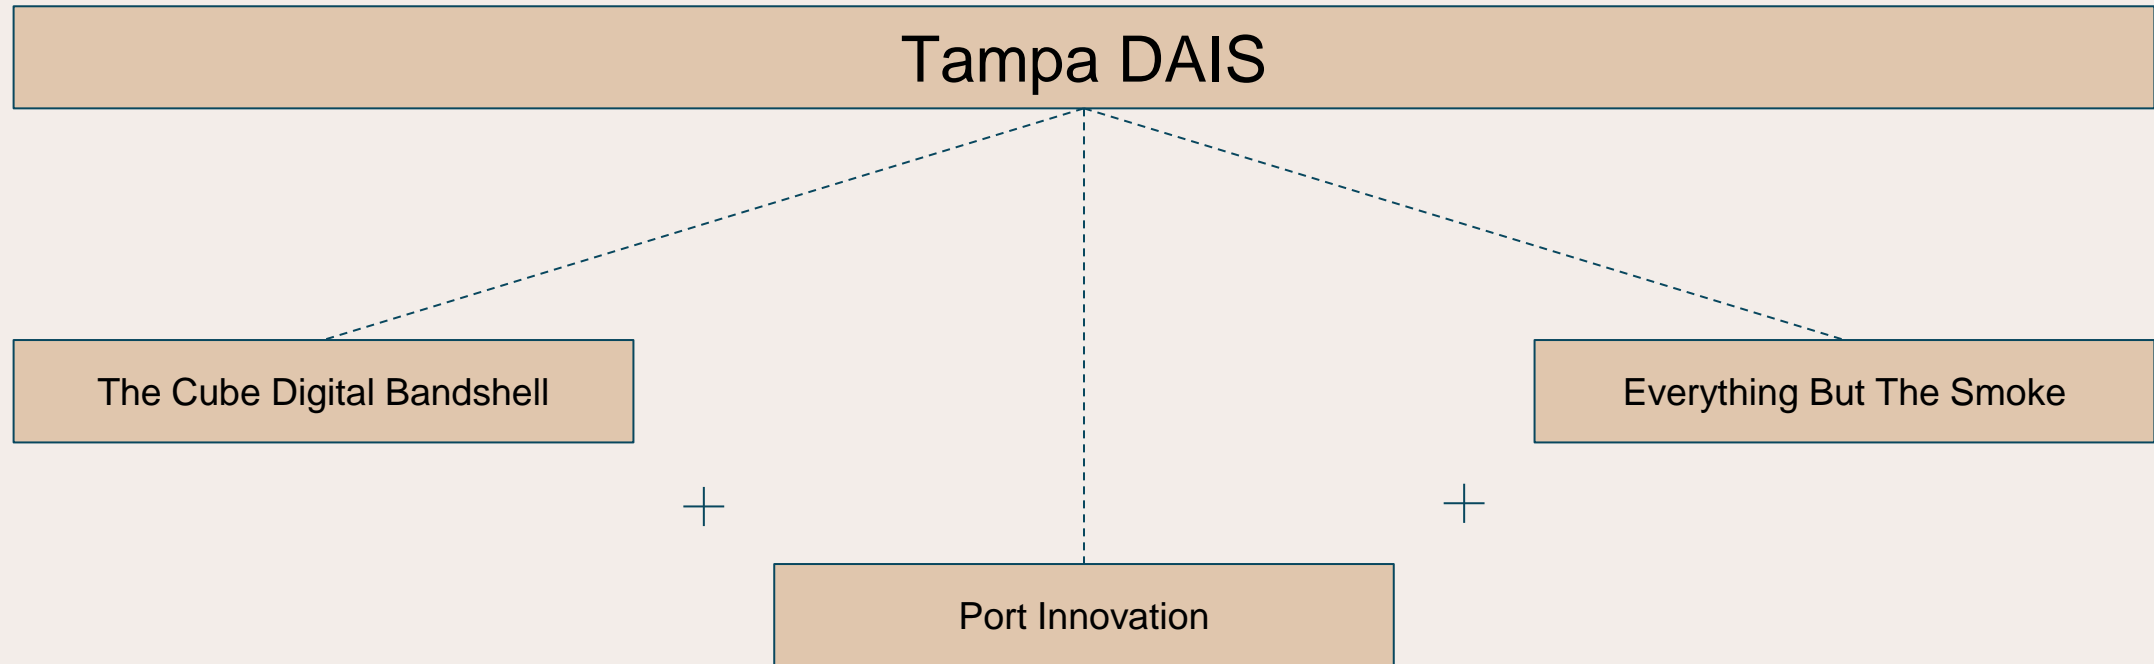 Tampa DAIS
The Cube Digital Bandshell
Everything But The Smoke
Port Innovation